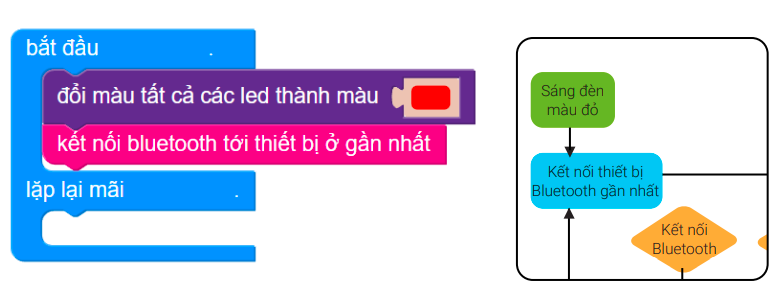 bắt đầu .
đổi màu tất cả các led thành màu
kết nối bluetooth tới thiết bị ở gần nhất
lặp lại mãi .
Sáng đèn
màu đỏ
Kết nối thiết bị
Bluetooth gần nhất
Kết nối
Bluetooth